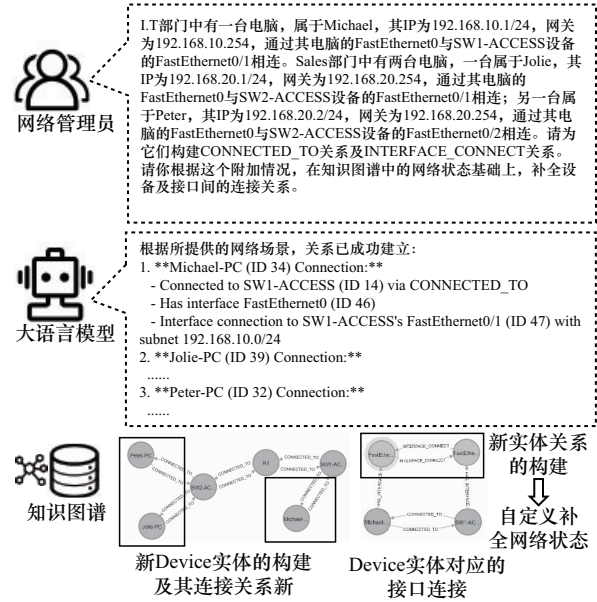 I.T部门中有一台电脑，属于Michael，其IP为192.168.10.1/24，网关
为192.168.10.254，通过其电脑的FastEthernet0与SW1-ACCESS设备
的FastEthernet0/1相连。Sales部门中有两台电脑，一台属于Jolie，其
IP为192.168.20.1/24，网关为192.168.20.254，通过其电脑的
FastEthernet0与SW2-ACCESS设备的FastEthernet0/1相连；另一台属
于Peter，其IP为192.168.20.2/24，网关为192.168.20.254，通过其电
脑的FastEthernet0与SW2-ACCESS设备的FastEthernet0/2相连。请为
它们构建CONNECTED_TO关系及INTERFACE_CONNECT关系。
请你根据这个附加情况，在知识图谱中的网络状态基础上，补全设
备及接口间的连接关系。
网络管理员
根据所提供的网络场景，关系已成功建立：
1. **Michael-PC (ID 34) Connection:**
- Connected to SW1-ACCESS (ID 14) via CONNECTED_TO
- Has interface FastEthernet0 (ID 46)
- Interface connection to SW1-ACCESS's FastEthernet0/1 (ID 47) with
subnet 192.168.10.0/24
2. **Jolie-PC (ID 39) Connection:**
......
3. **Peter-PC (ID 32) Connection:**
......
大语言模型
知识图谱
Peter-PC
CONNECTED_TO
CONNECTED_TO
SW2-AC...
CONNECTED_TO
CONNECTED_TO
Jolie-PC
CONNECTED_TO
CONNECTED_TO
R1
CONNECTED_TO
CONNECTED_TO
SW1-AC...
CONNECTED_TO
CONNECTED_TO
Michael-...
新Device实体的构建
及其连接关系新
INTERFACE_CONNECT
INTERFACE_CONNECT
FastEthe...
HAS_INTERFACE
Michael-...
CONNECTED_TO
CONNECTED_TO
SW1-AC...
Device实体对应的
接口连接
新实体关系
的构建
自定义补
全网络状态